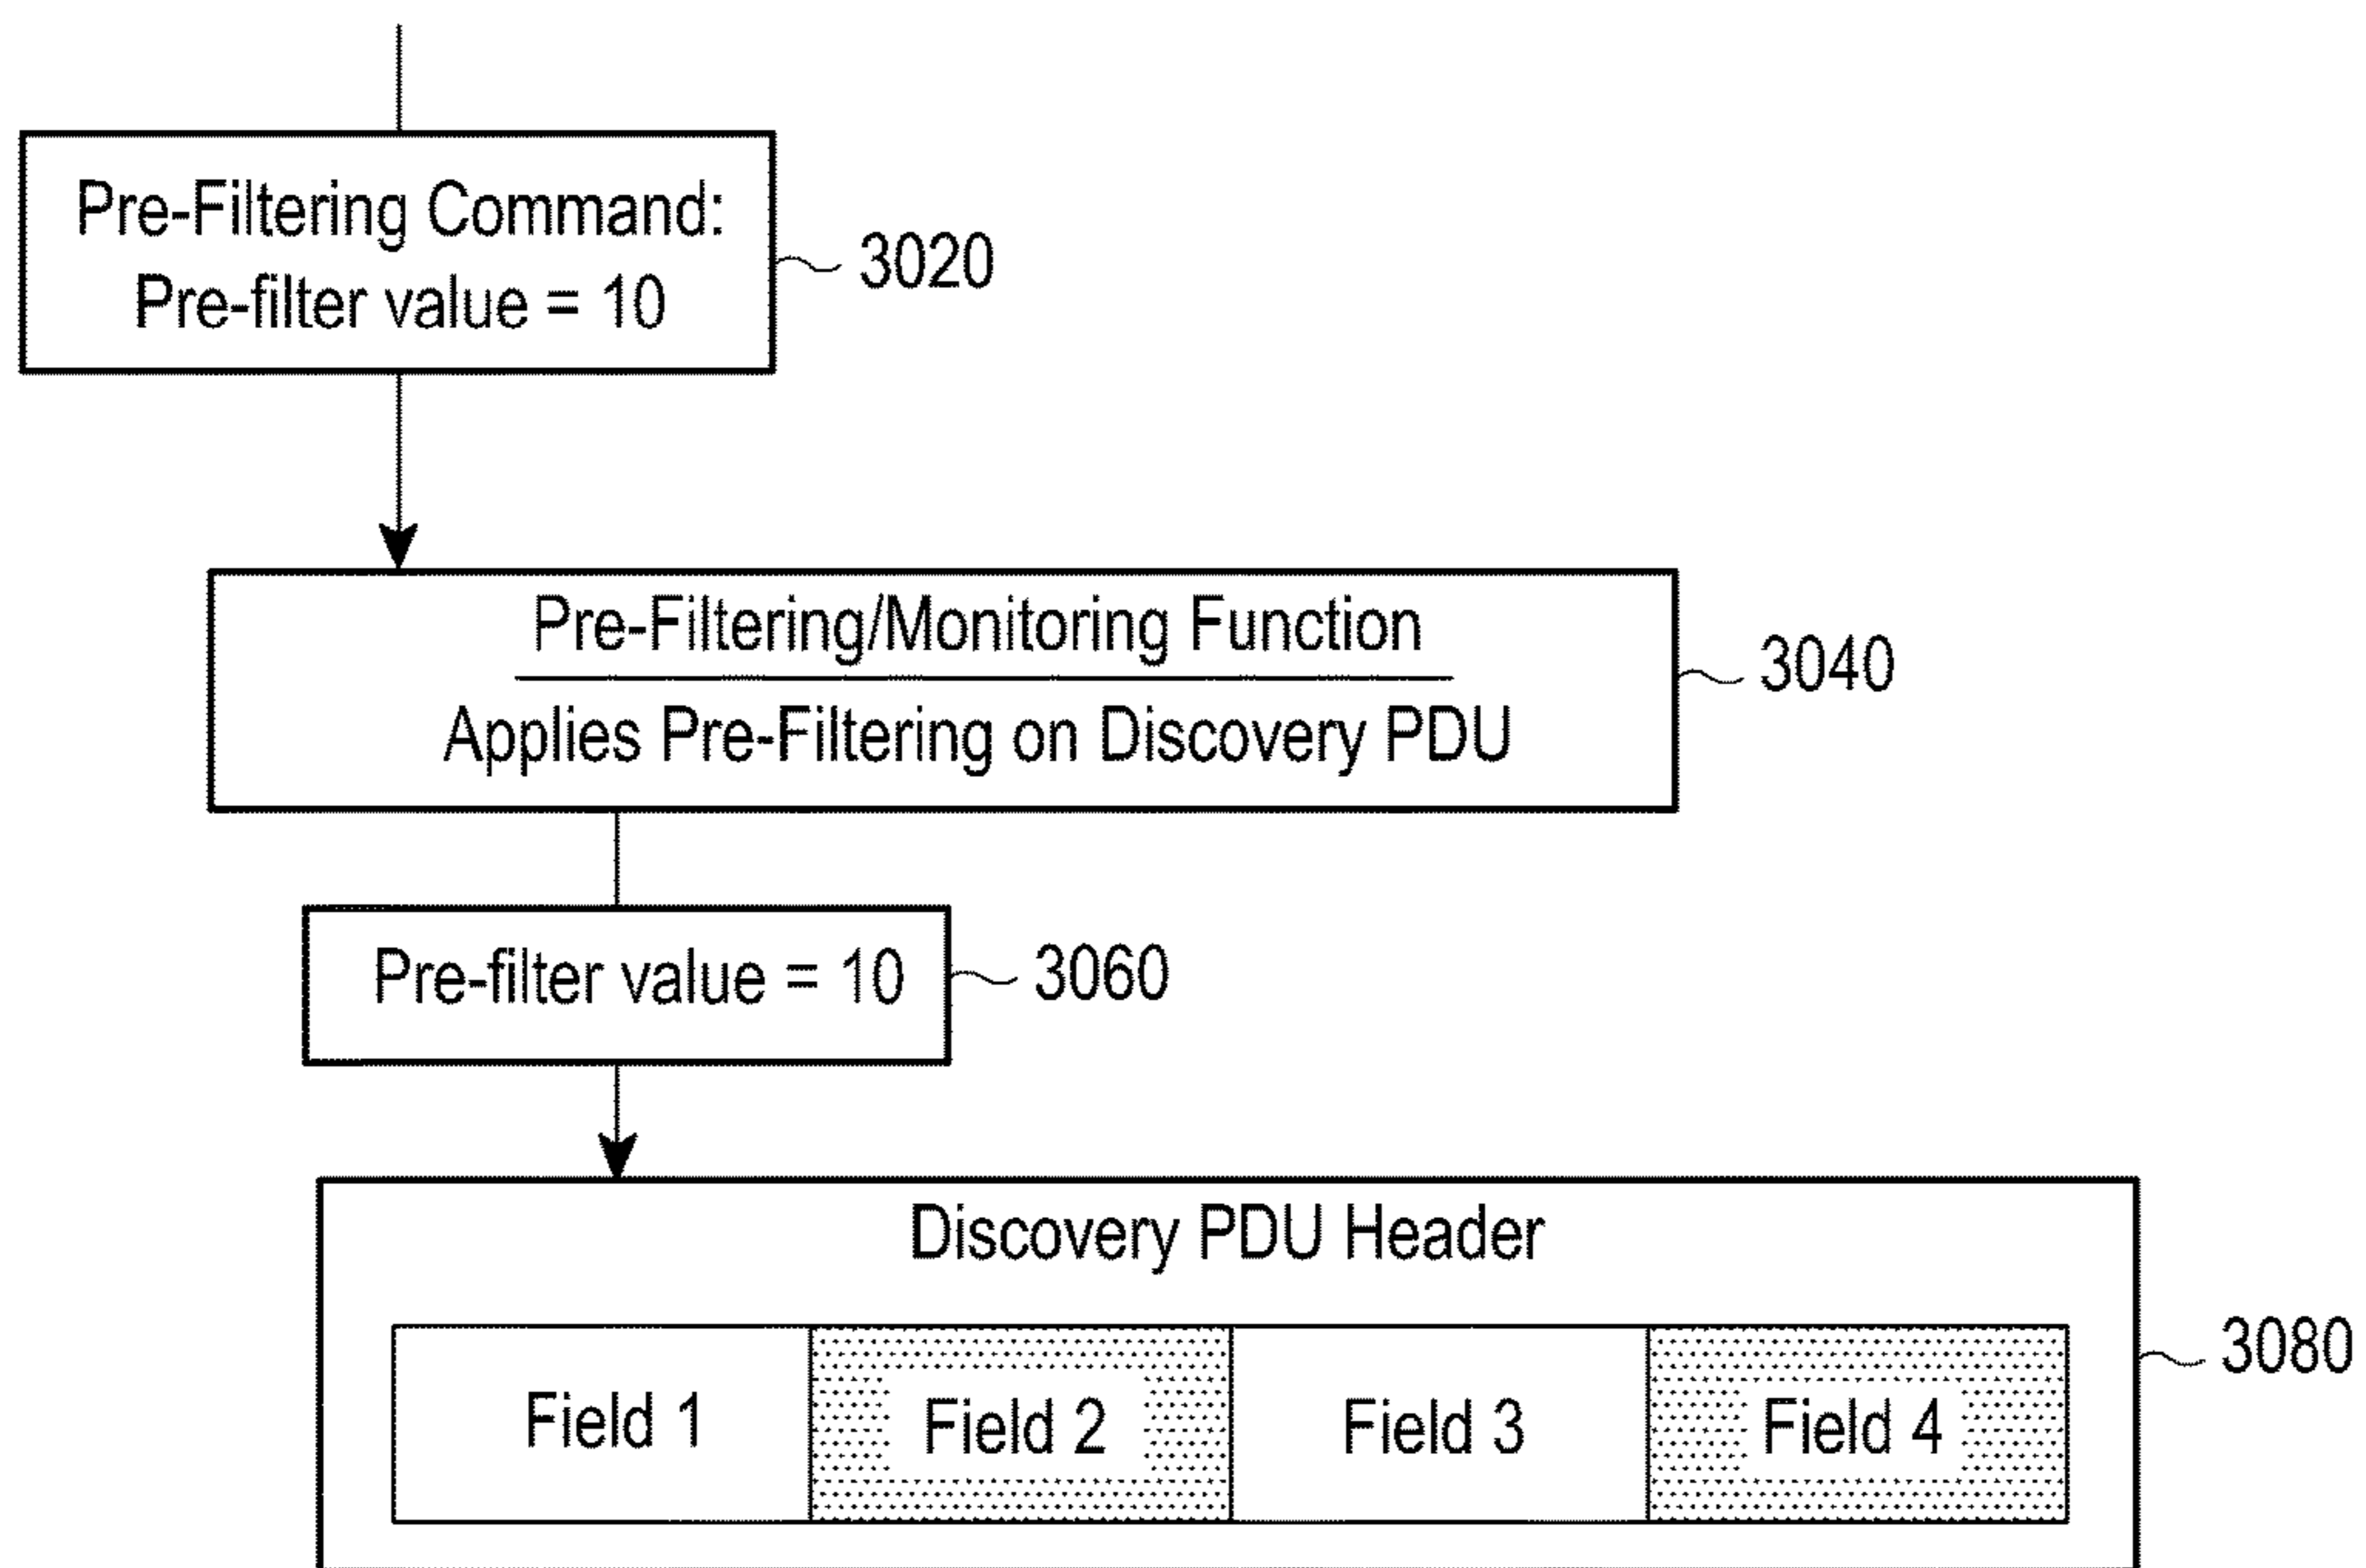 Pre-Filtering Command:
Pre-filter value = 10
3020
Pre-Filtering/Monitoring Function
Applies Pre-Filtering on Discovery PDU
3040
Pre-filter value = 10
3060
Discovery PDU Header
Field 1
Field 2
Field 3
Field 4
3080